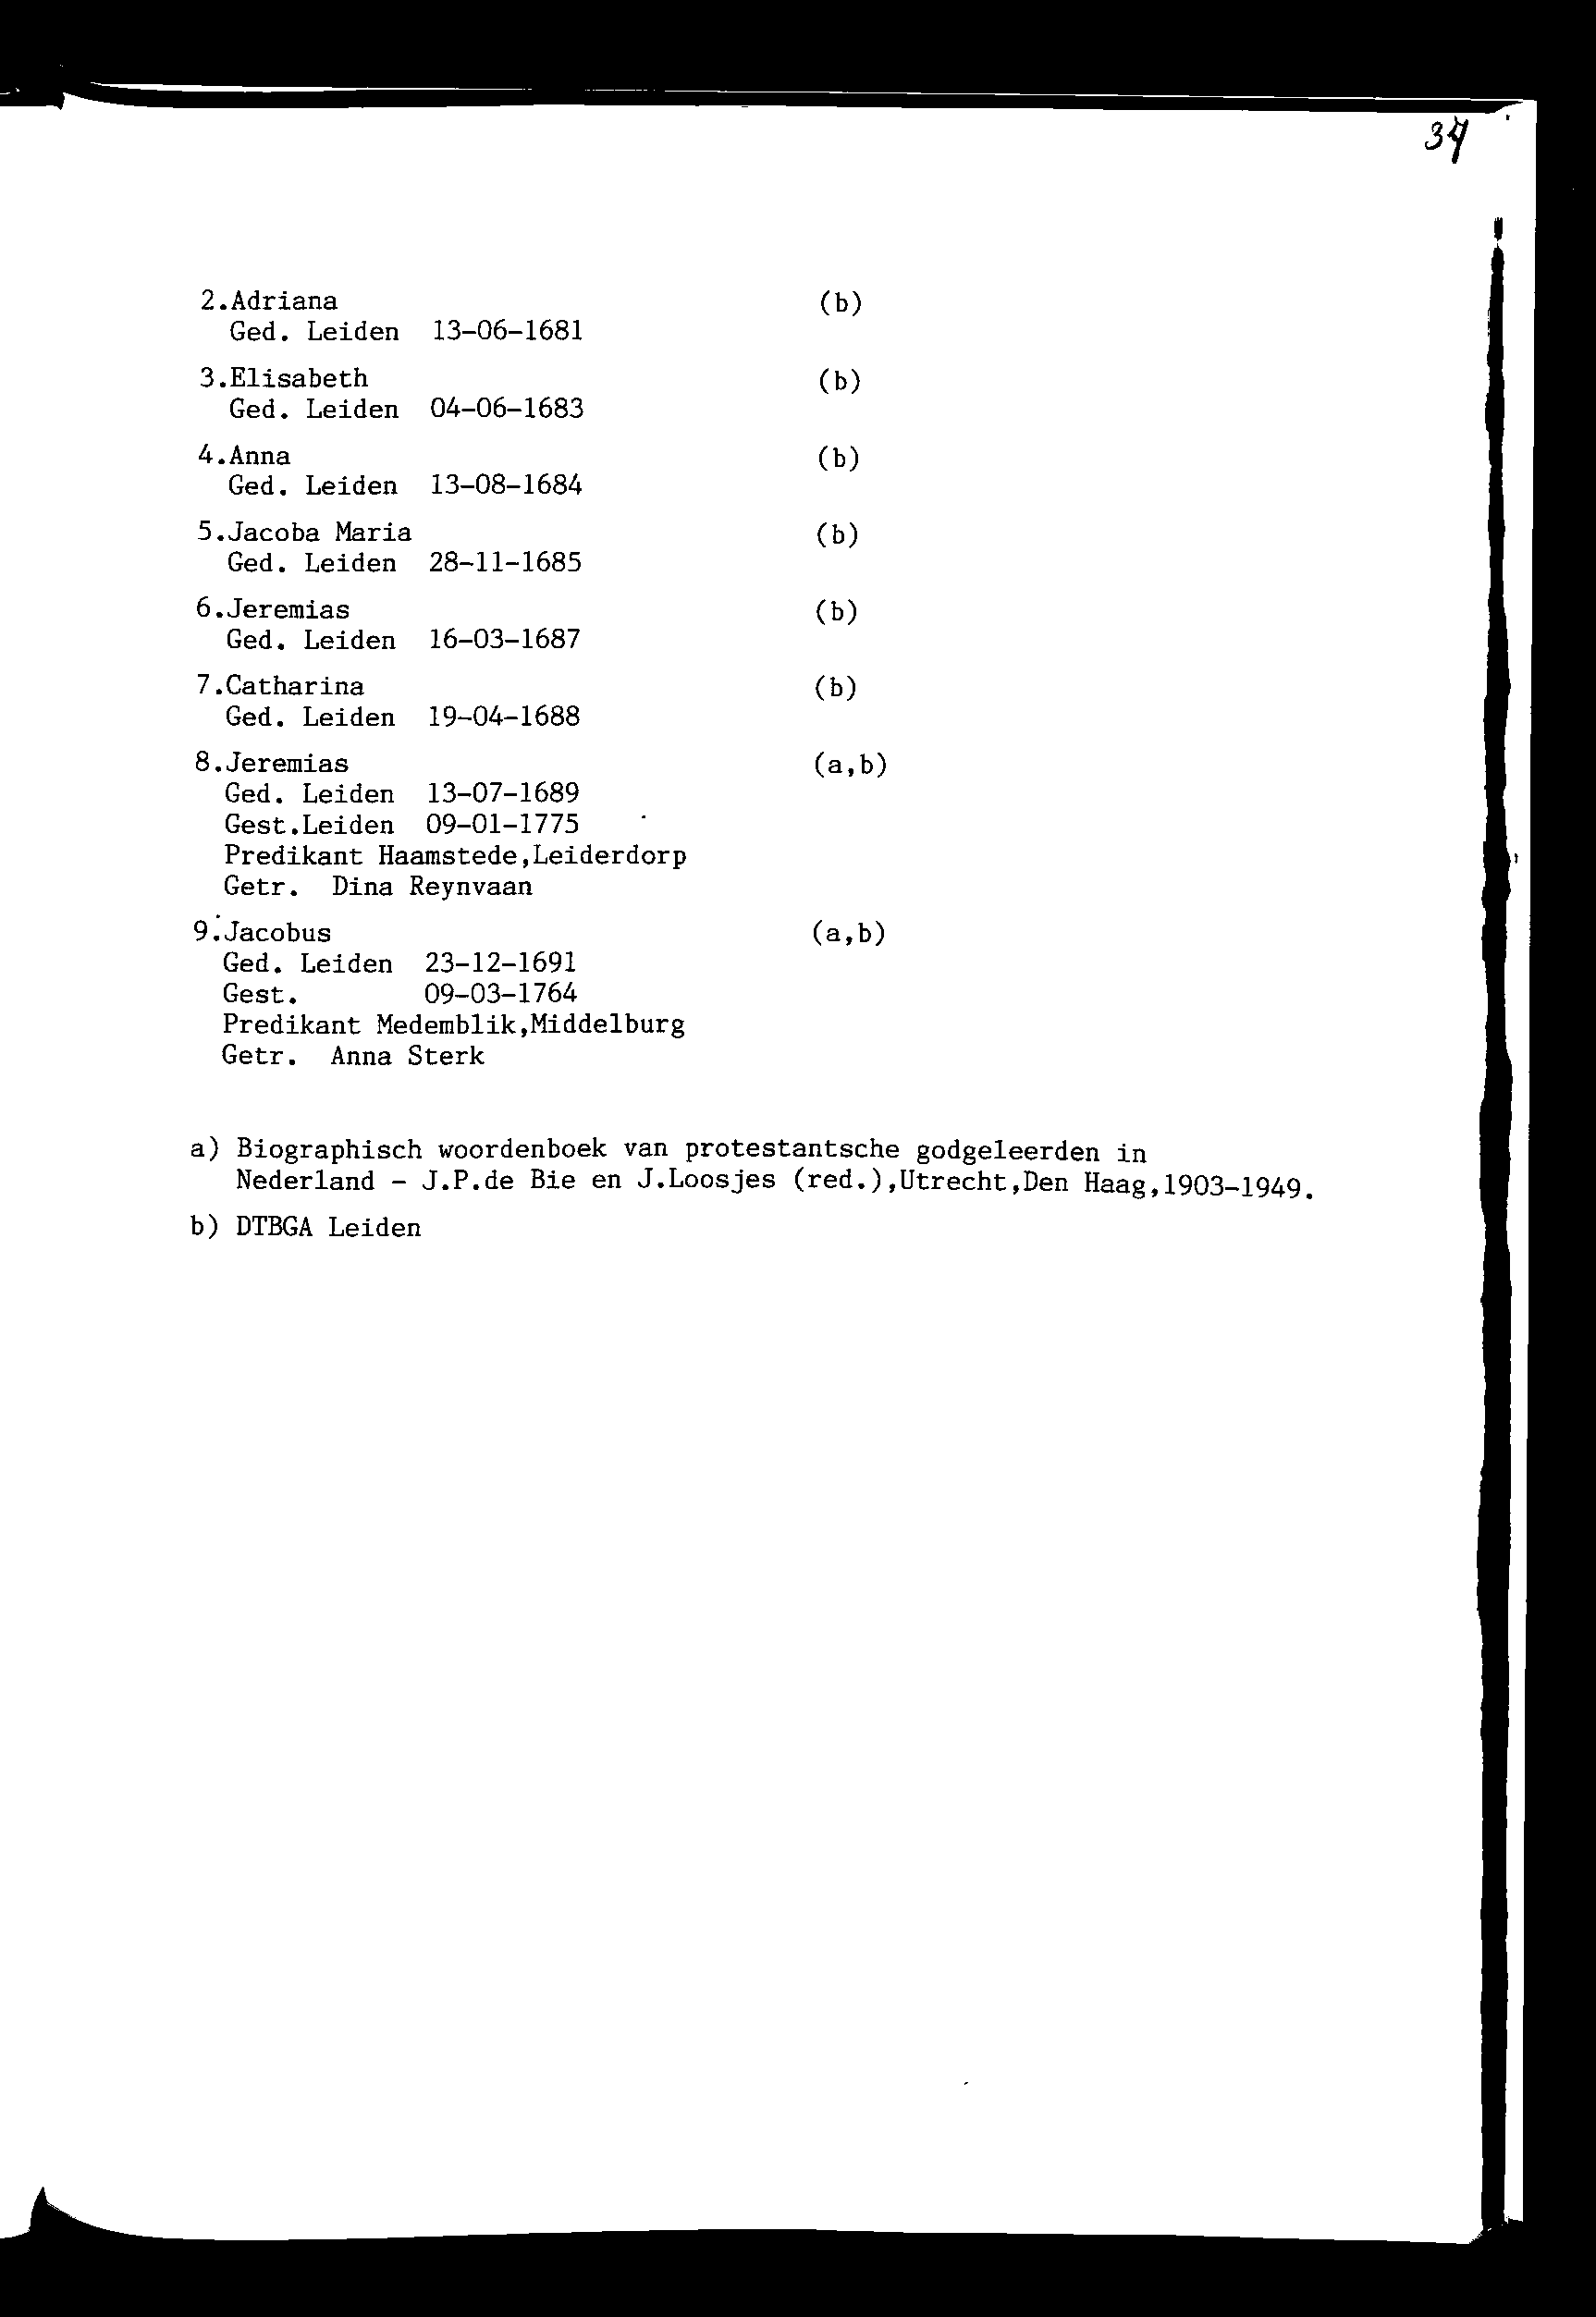 2.Adriana (b)
Ged. Leiden 13-06-1681
3.Elisabeth (b)
Ged. Leiden 04-06-1683
4.Anna (b)
Ged. Leiden 13-08-1684
5.Jacoba Maria (b)
Ged. Leiden 28-11-1685
6.Jeremias (b)
Ged. Leiden 16-03-1687
7.Catharina (b)
Ged. Leiden 19-04-1688
8.Jeremias (a,b)
Ged. Leiden 13-07-1689
Gest.Leiden 09-01-1775
Predikant Haamstede,Leiderdorp
Getr. Dina Reynvaan
9.Jacobus (a,b)
Ged. Leiden 23-12-1691
Gest. 09-03-1764
Predikant Medemblik,Middelburg
Getr. Anna Sterk
a) Biographisch woordenboek van protestantsche godgeleerden in
Nederland - J.P.de Bie en J.Loosjes (red.),Utrecht,Den Haag,1903-1949.
b) DTBGA Leiden